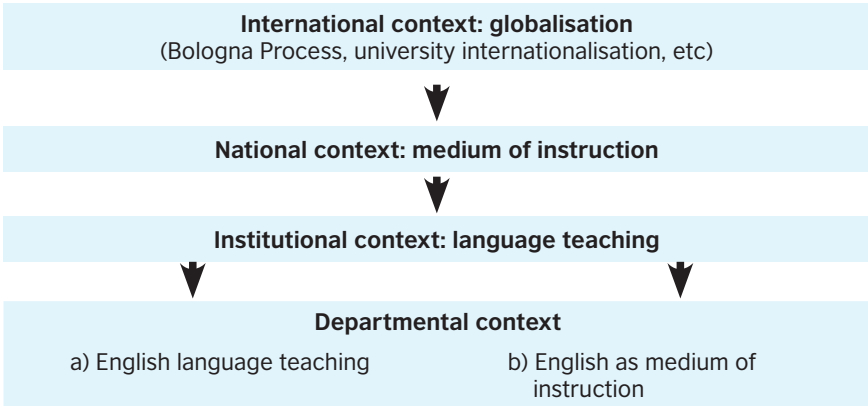 International context: globalisation
(Bologna Process, university internationalisation, etc)
National context: medium of instruction
Institutional context: language teaching
Departmental context
a) English language teaching
b) English as medium of
instruction